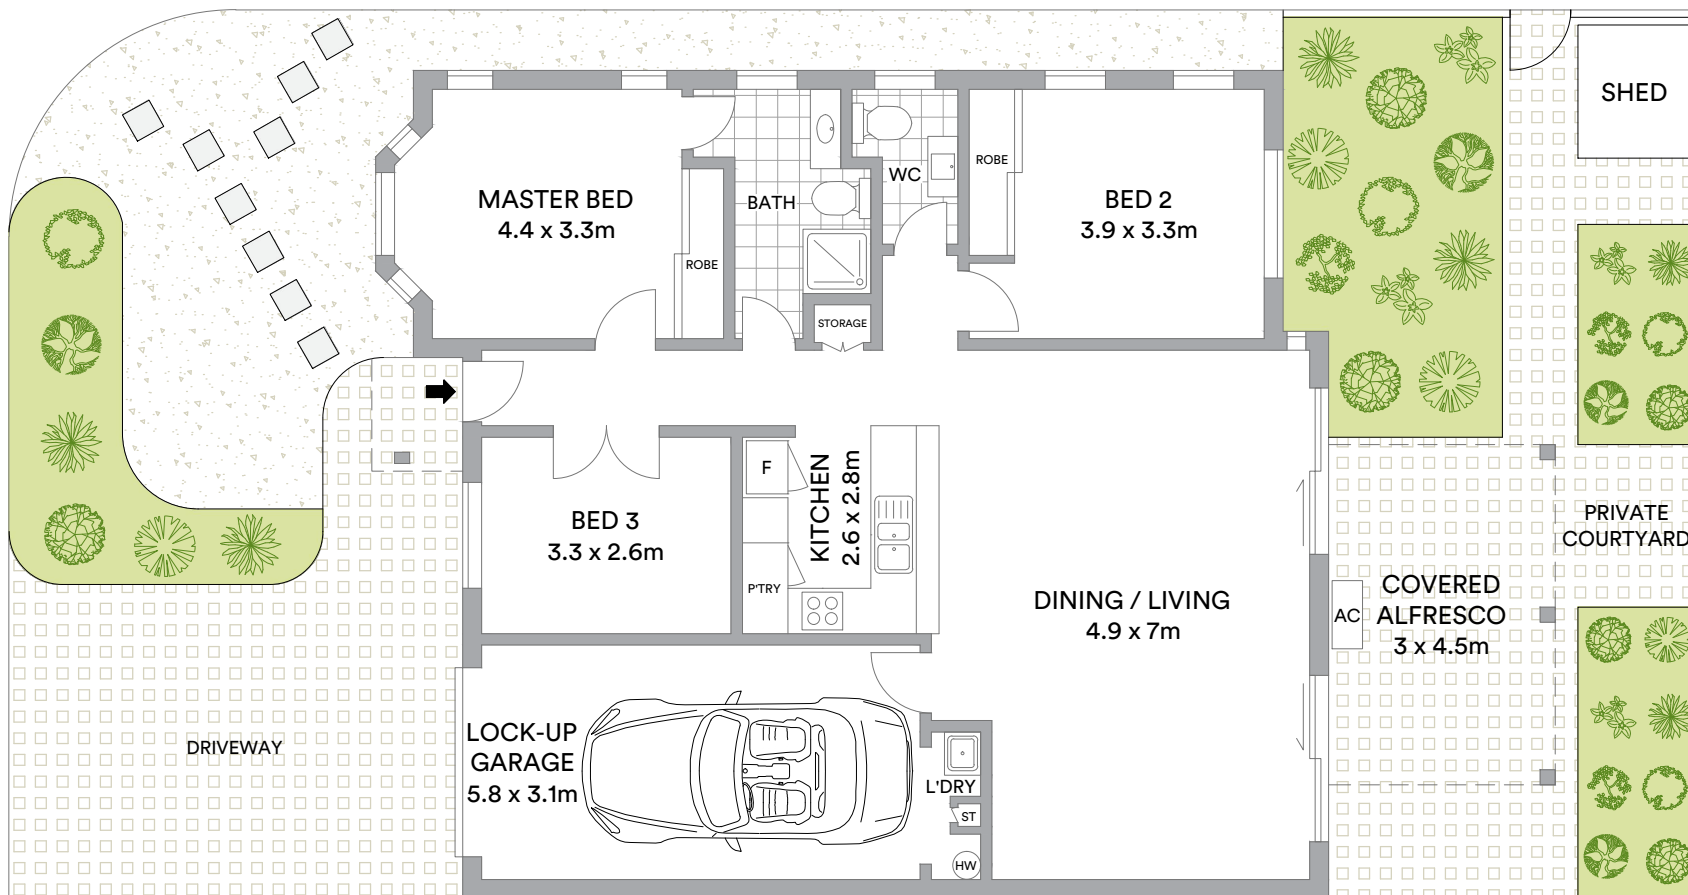 SHED
MASTER BED
4.4 x 3.3m
ROBE
BATH
WC
ROBE
BED 2
3.9 x 3.3m
STORAGE
BED 3
3.3 x 2.6m
F
KITCHEN
2.6 x 2.8m
P'TRY
DINING / LIVING
4.9 x 7m
AC
COVERED
ALFRESCO
3 x 4.5m
PRIVATE
COURTYARD
DRIVEWAY
LOCK-UP
GARAGE
5.8 x 3.1m
L'DRY
ST
HW